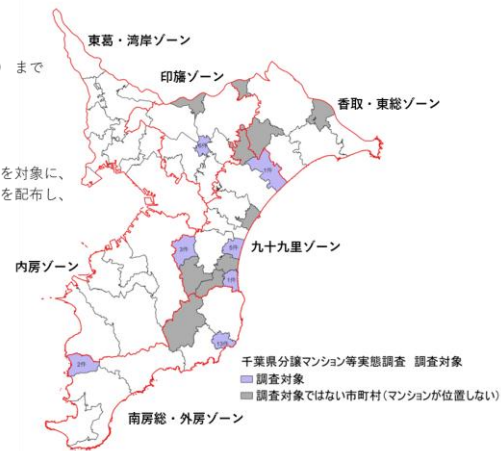 東葛・湾岸ゾーン
まで
印旛ゾーン
香取・東総ゾーン
を対象に、
を配布し、
九十九里ゾーン
内房ゾーン
1件
2件
千葉県分譲マンション等実態調査 調査対象
調査対象
調査対象ではない市町村(マンションが位置しない)
南房総・外房ゾーン